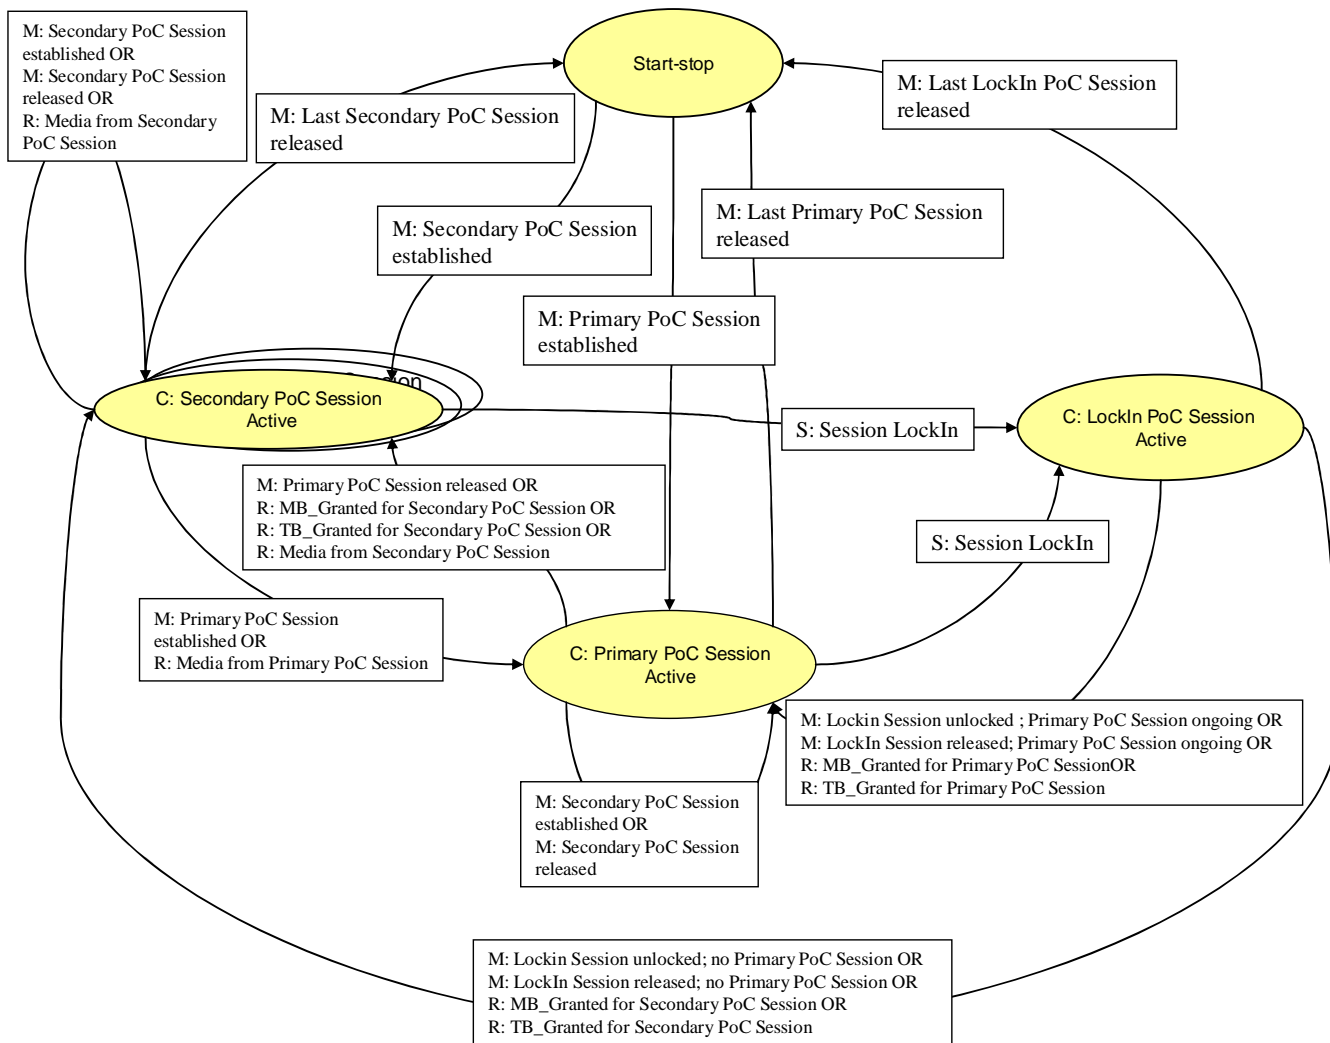 M: Secondary PoC Session
established OR
M: Secondary PoC Session
released OR
R: Media from Secondary
PoC Session
Start-stop
M: Last LockIn PoC Session
released
M: Last Secondary PoC Session
released
M: Last Primary PoC Session
released
M: Secondary PoC Session
established
M: Primary PoC Session
established
C: Secondary PoC Session
Active
S: Session LockIn
C: LockIn PoC Session
Active
M: Primary PoC Session released OR
R: MB_Granted for Secondary PoC Session OR
R: TB_Granted for Secondary PoC Session OR
R: Media from Secondary PoC Session
S: Session LockIn
M: Primary PoC Session
established OR
R: Media from Primary PoC Session
C: Primary PoC Session
Active
M: Lockin Session unlocked ; Primary PoC Session ongoing OR
M: LockIn Session released; Primary PoC Session ongoing OR
R: MB_Granted for Primary PoC SessionOR
R: TB_Granted for Primary PoC Session
M: Secondary PoC Session
established OR
M: Secondary PoC Session
released
M: Lockin Session unlocked; no Primary PoC Session OR
M: LockIn Session released; no Primary PoC Session OR
R: MB_Granted for Secondary PoC Session OR
R: TB_Granted for Secondary PoC Session